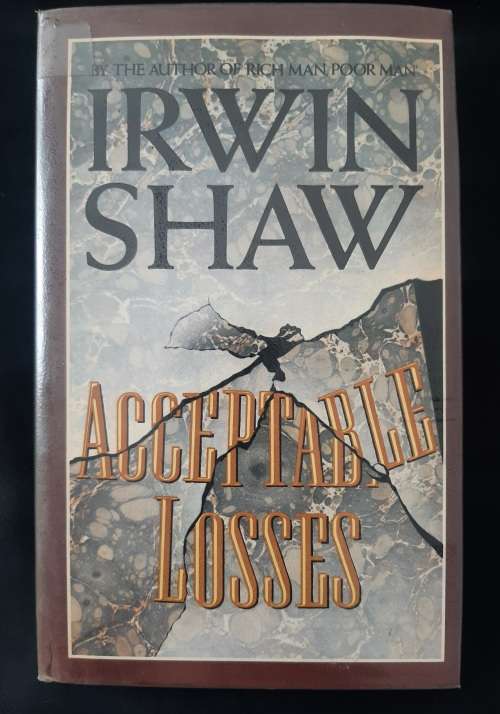 BY THE AUTHOR OF RICH MAN POOR MAN
IRWIN
SHAW
ACCEPTABLE
LOSSES